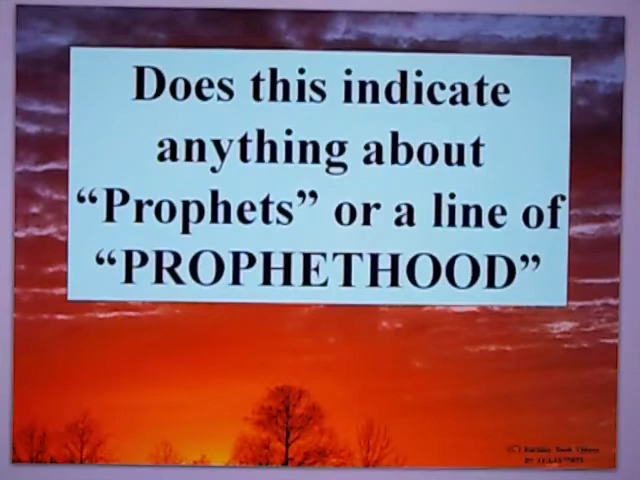 Does this indicate
anything about
“Prophets” or a line of
“PROPHETHOOD”